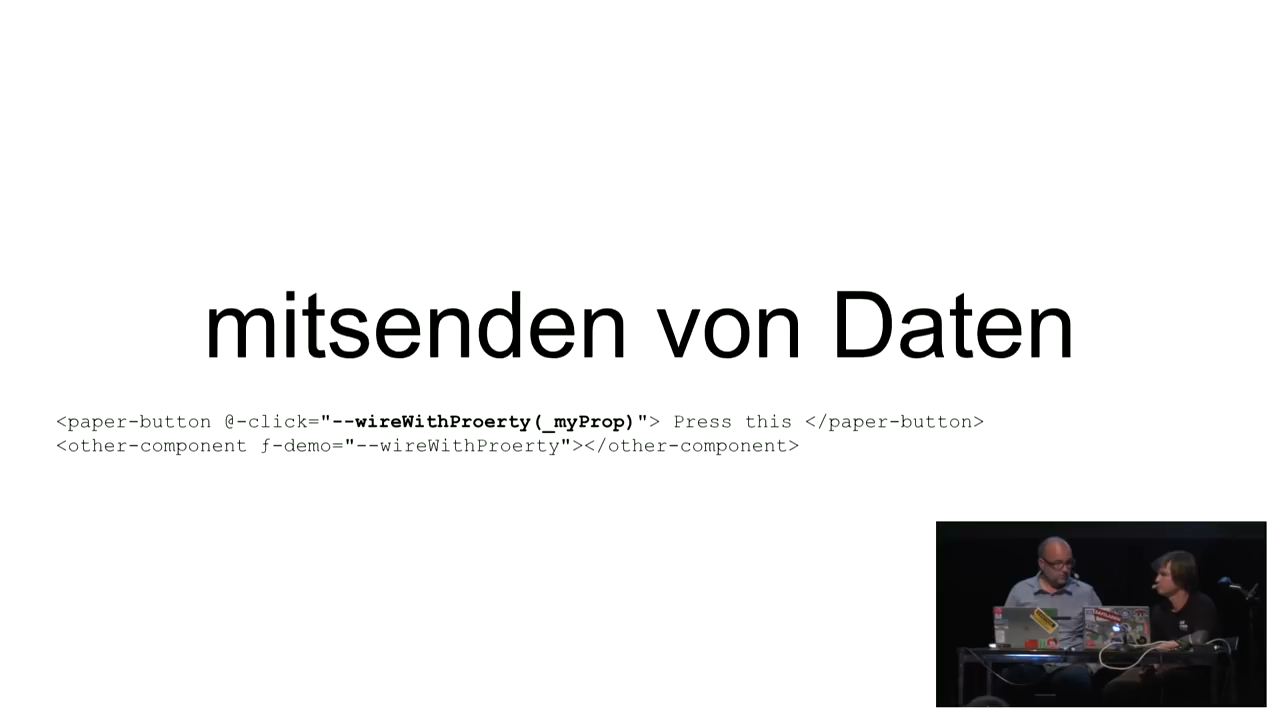 mitsenden von Daten
<paper-button @-click="--wireWithProerty(_myProp)"> Press this </paper-button>
<other-component ƒ-demo="--wireWithProerty"></other-component>